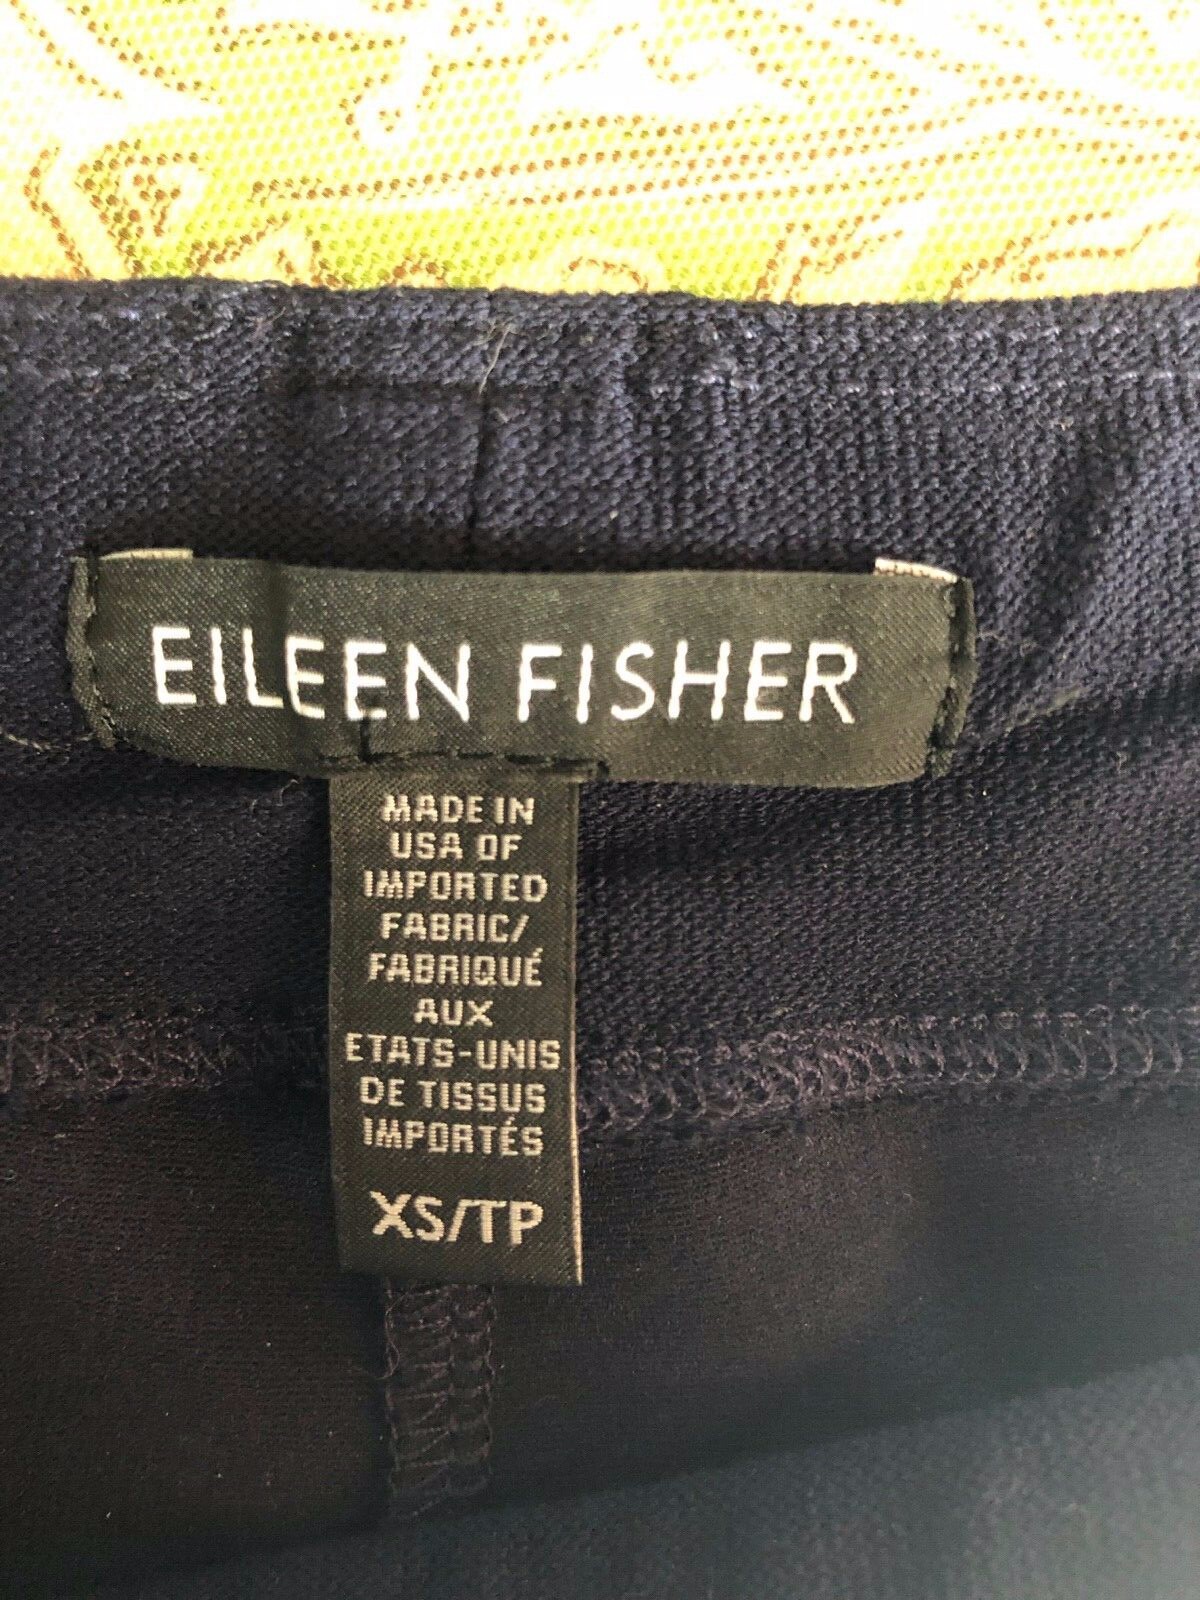 EILEEN FISHER
MADE IN
USA OF
IMPORTED
FABRIC/
FABRIQUÉ
AUX
ETATS-UNIS
DE TISSUS
IMPORTÉS
XS/TP